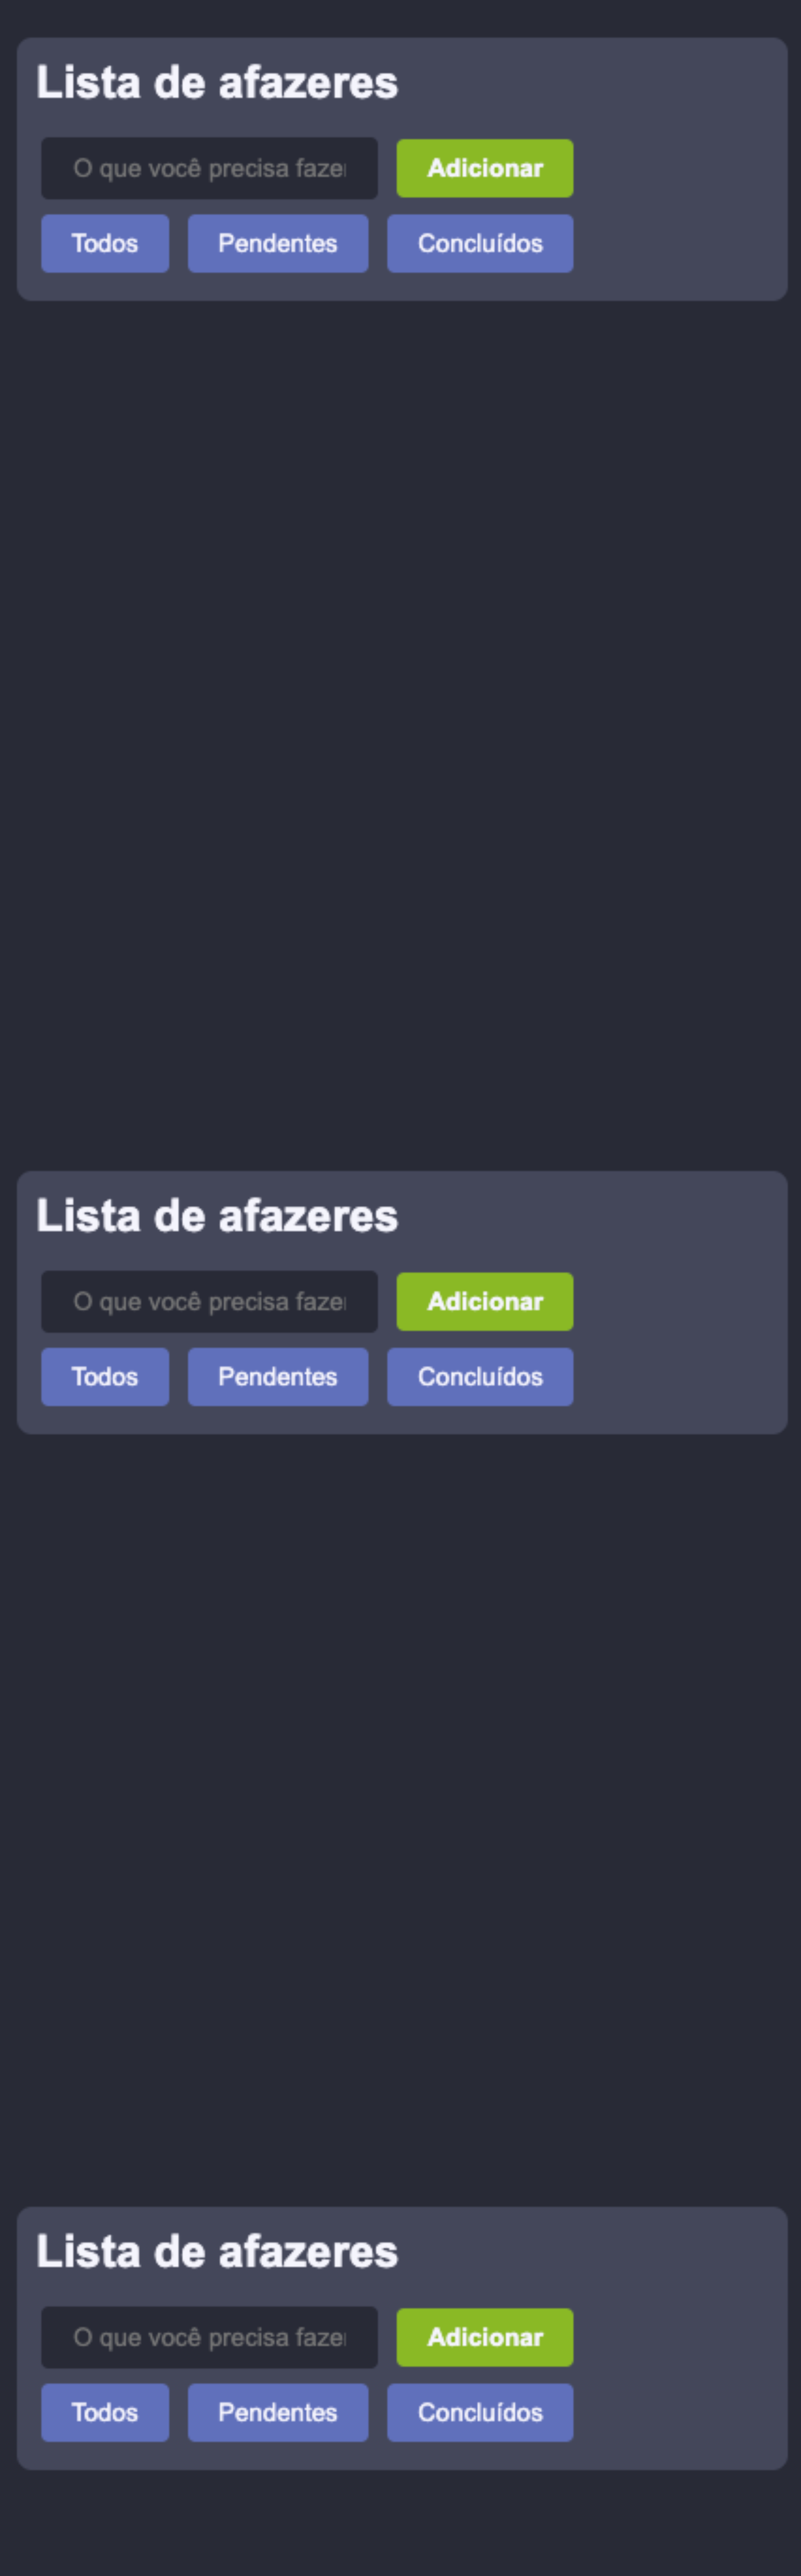 Lista de afazeres
O que você precisa fazer
Adicionar
Todos Pendentes Concluídos
Lista de afazeres
O que você precisa fazer
Adicionar
Todos Pendentes Concluídos
Lista de afazeres
O que você precisa fazer
Adicionar
Todos Pendentes Concluídos